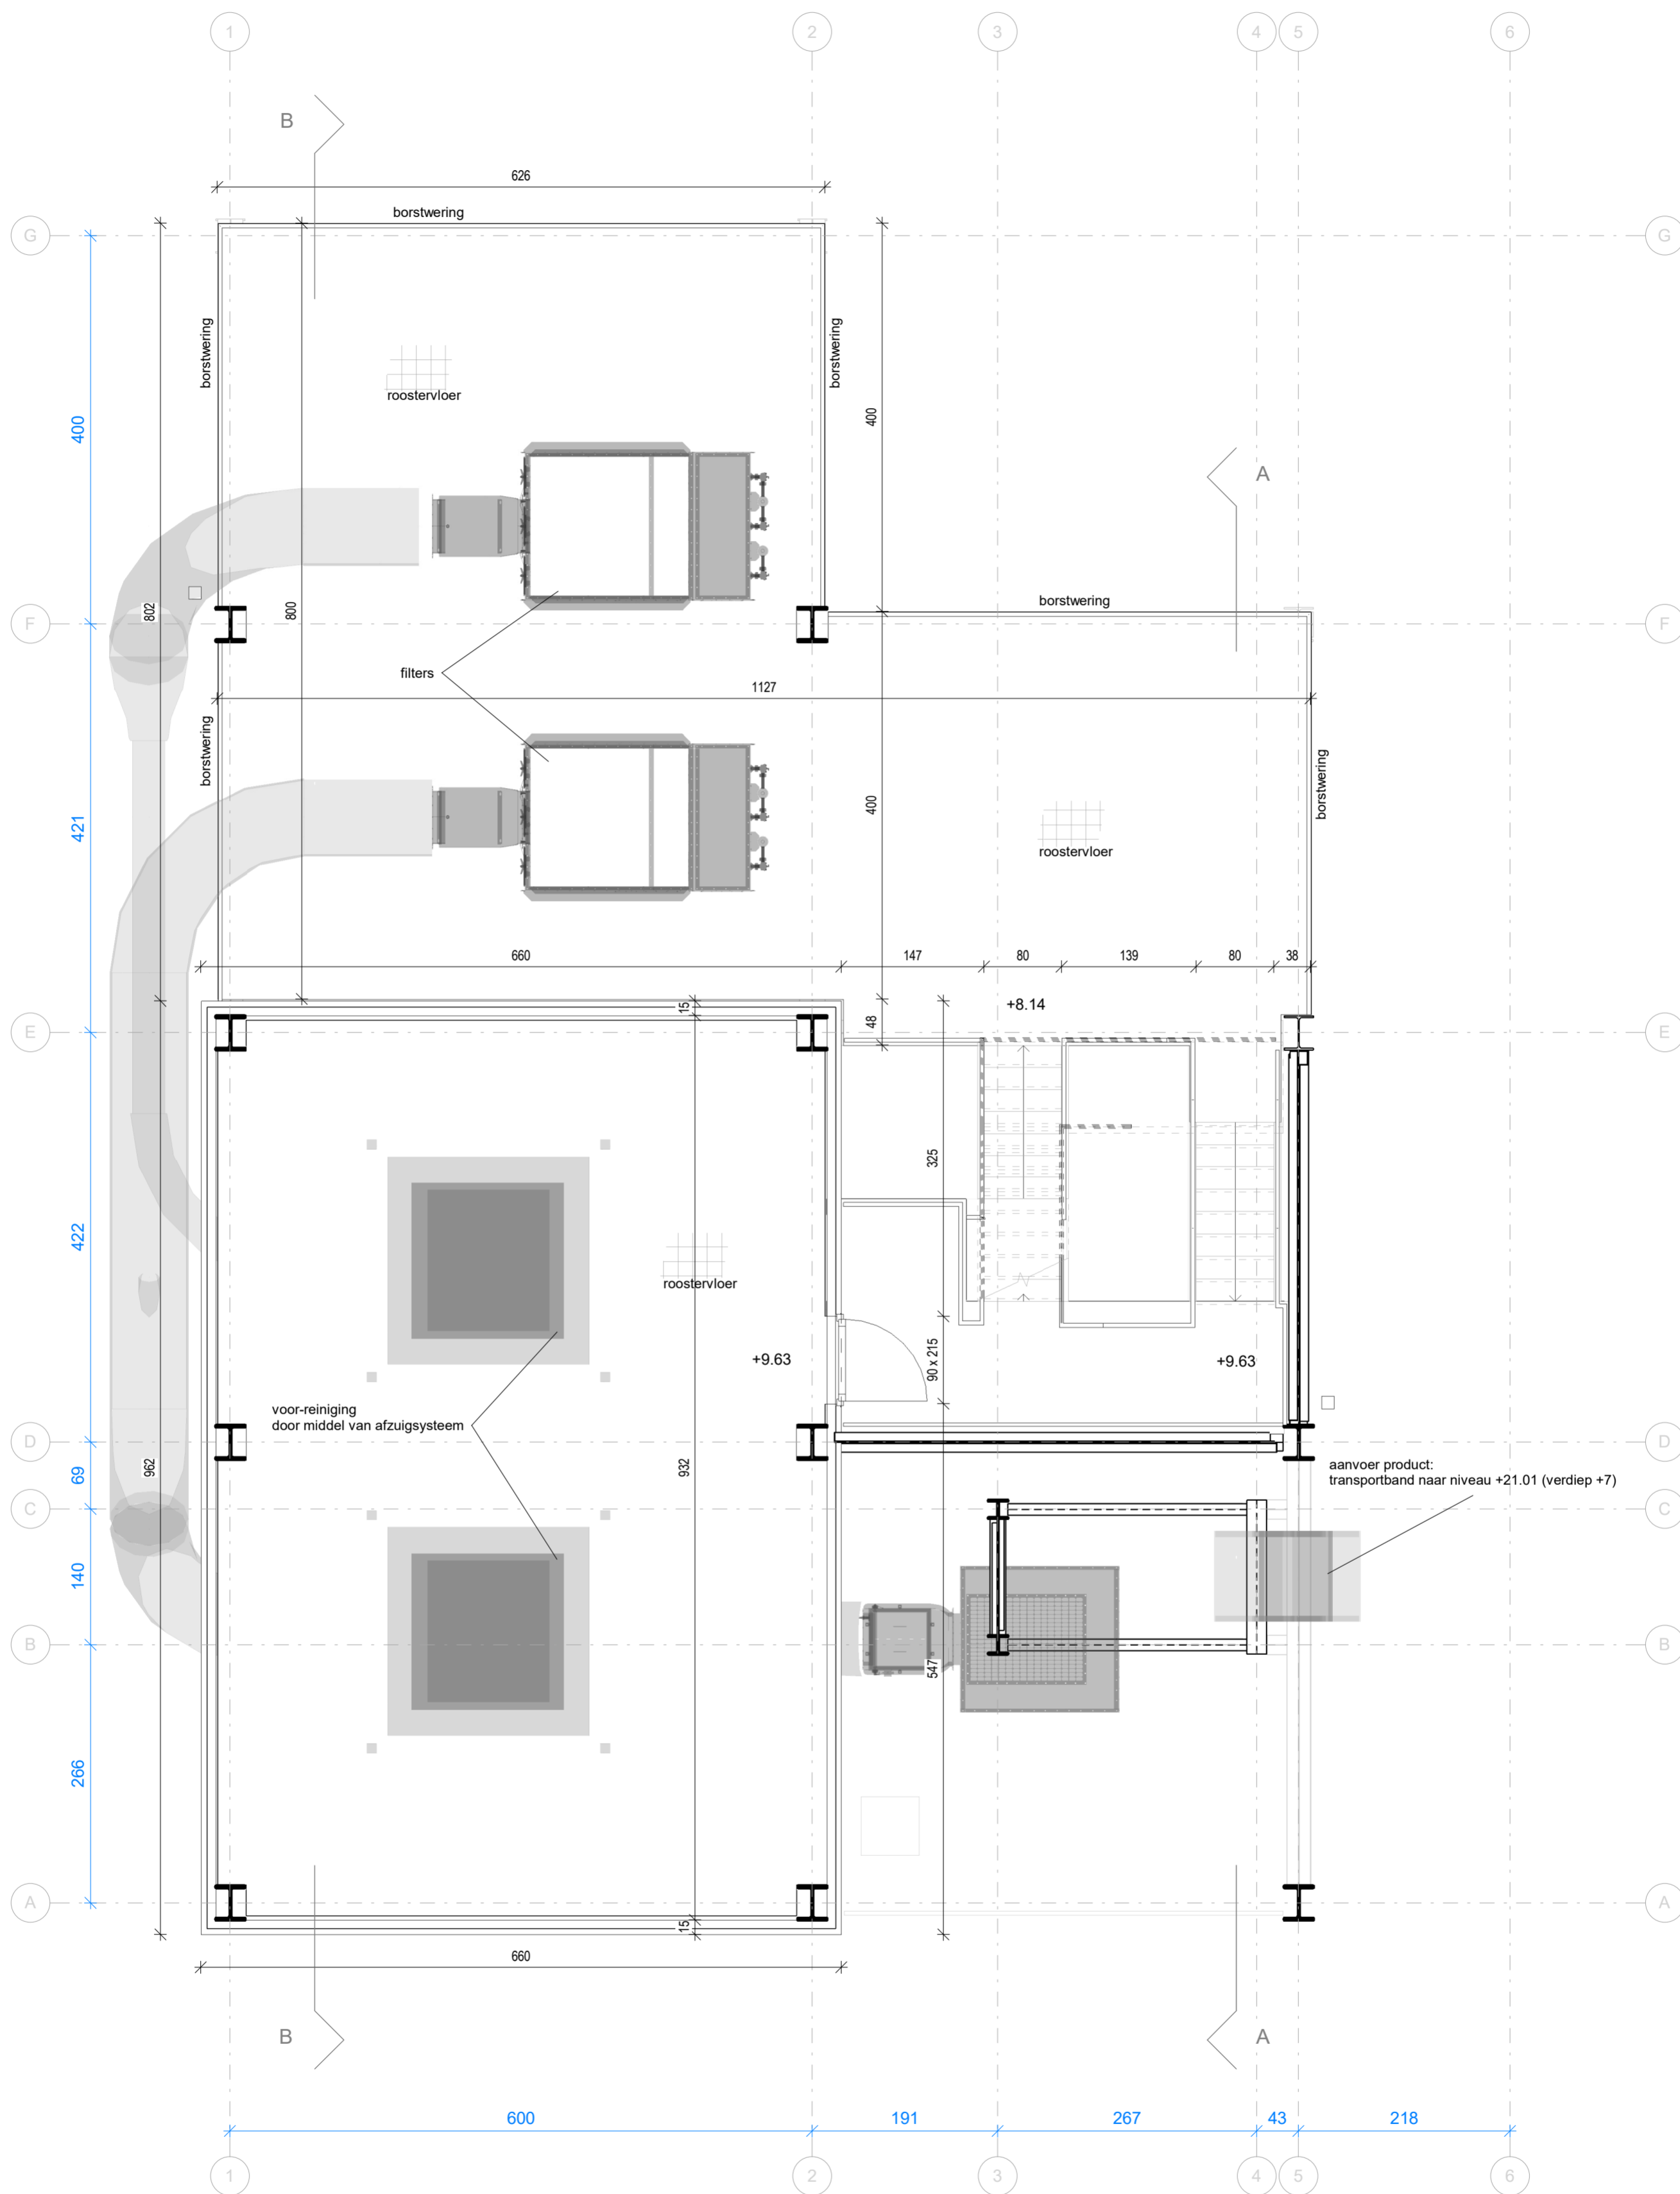 1 2 3 4 5 6
B
626
borstwering
G G
borstwering
borstwering
roostervloer
400
400
A
802
800
borstwering
F F
filters
1127
borstwering
borstwering
421
400
roostervloer
660 147 80 139 80 38
+8.14
15
48
E E
325
422
roostervloer
+9.63
90 x 215
+9.63
voor-reiniging
door middel van afzuigsysteem
D D
962
932
69
aanvoer product:
transportband naar niveau +21.01 (verdiep +7)
C C
140
547
B B
266
A A
15
660
B
A
600 191 267 43 218
1 2 3 4 5 6